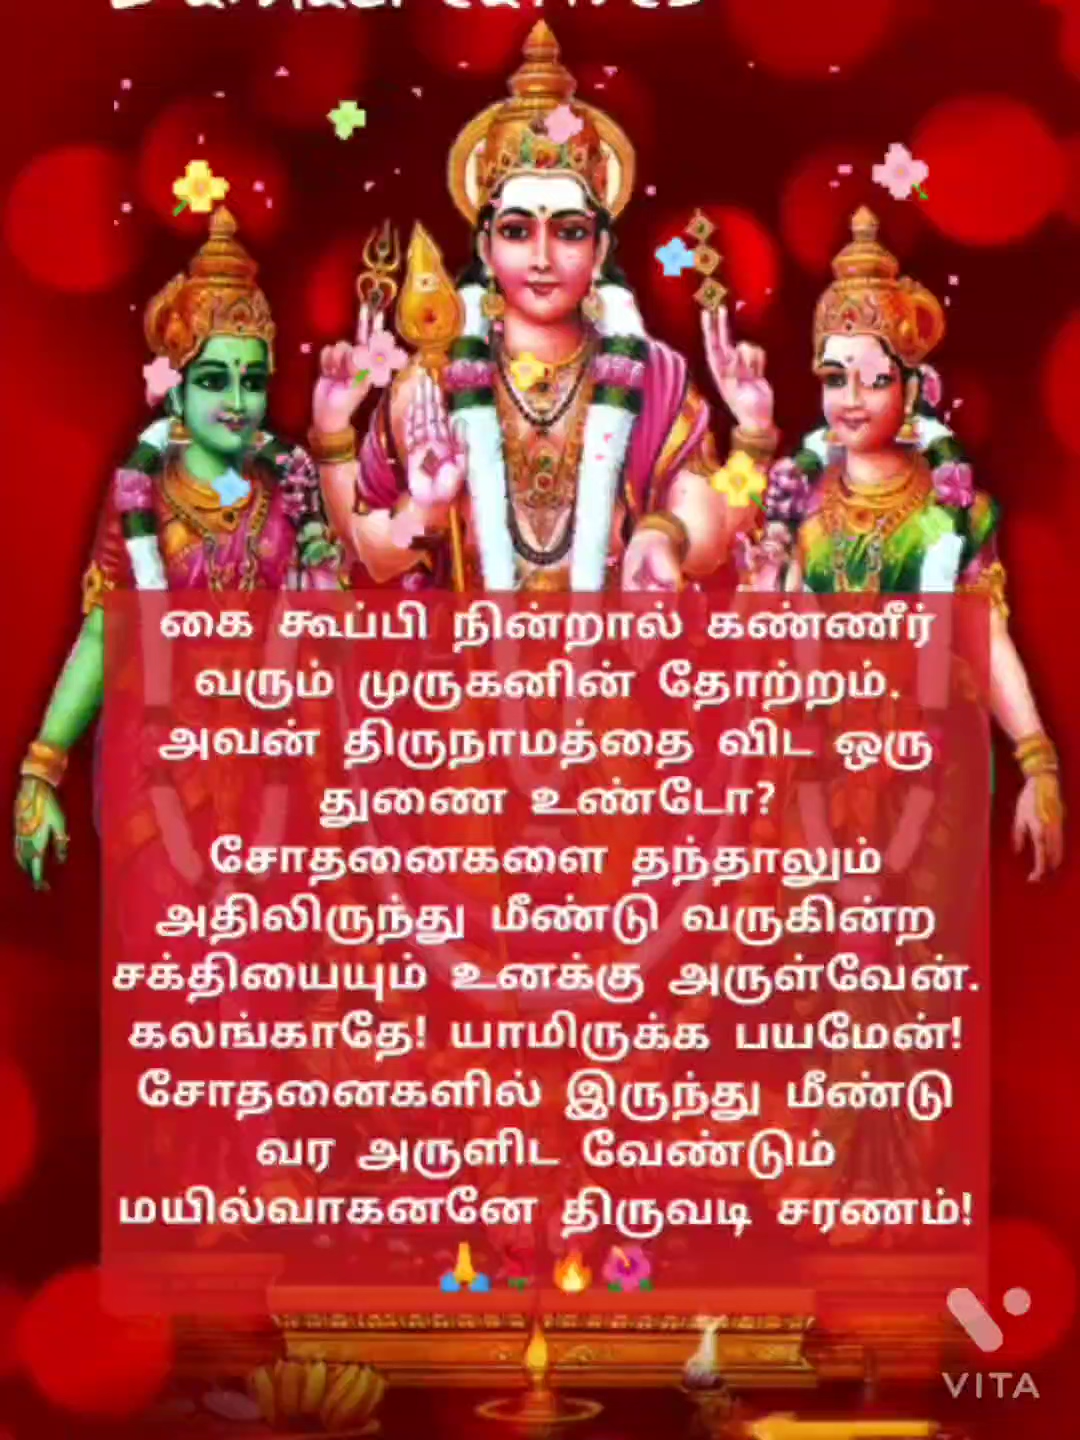 கை கூப்பி நின்றால் கண்ணீர்
வரும் முருகனின் தோற்றம்.
அவன் திருநாமத்தை விட ஒரு
துணை உண்டோ?
சோதனைகளை தந்தாலும்
அதிலிருந்து மீண்டு வருகின்ற
சக்தியையும் உனக்கு அருள்வேன்.
கலங்காதே! யாமிருக்க பயமேன்!
சோதனைகளில் இருந்து மீண்டு
வர அருளிட வேண்டும்
மயில்வாகனனே திருவடி சரணம்!
🙏🌹🔥🌺
VITA